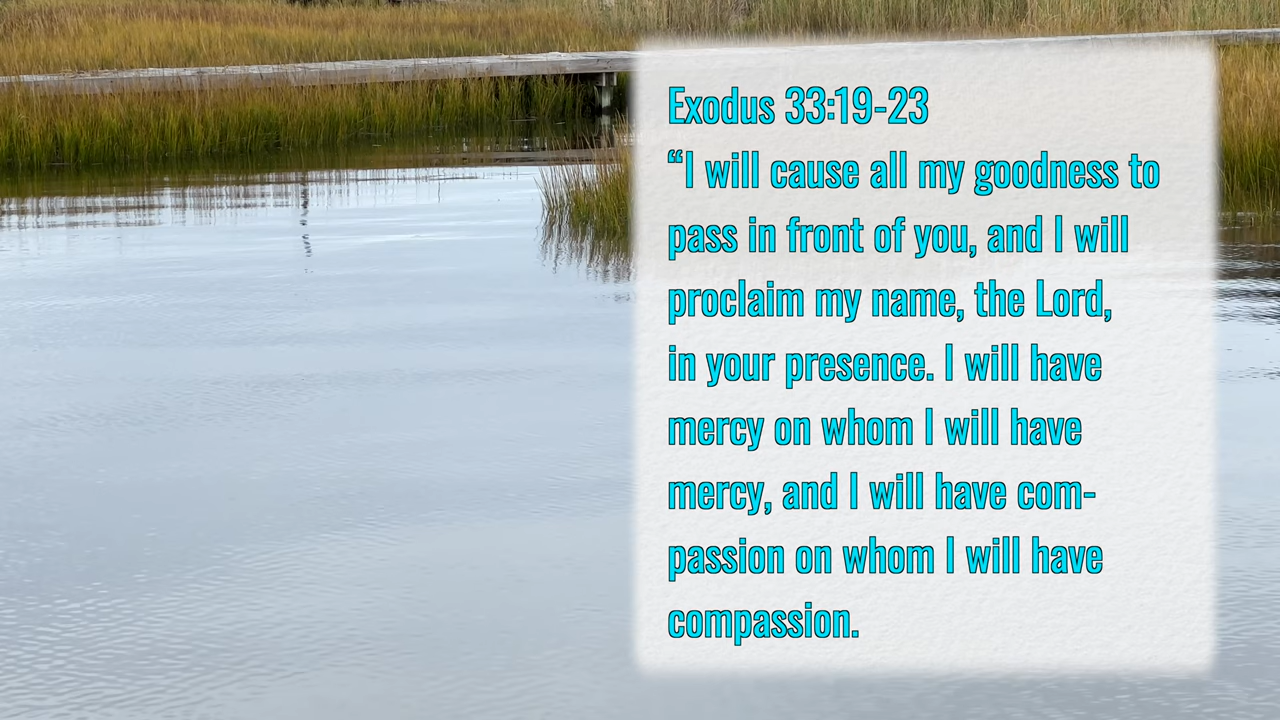 Exodus 33:19-23
“I will cause all my goodness to
pass in front of you, and I will
proclaim my name, the Lord,
in your presence. I will have
mercy on whom I will have
mercy, and I will have com-
passion on whom I will have
compassion.